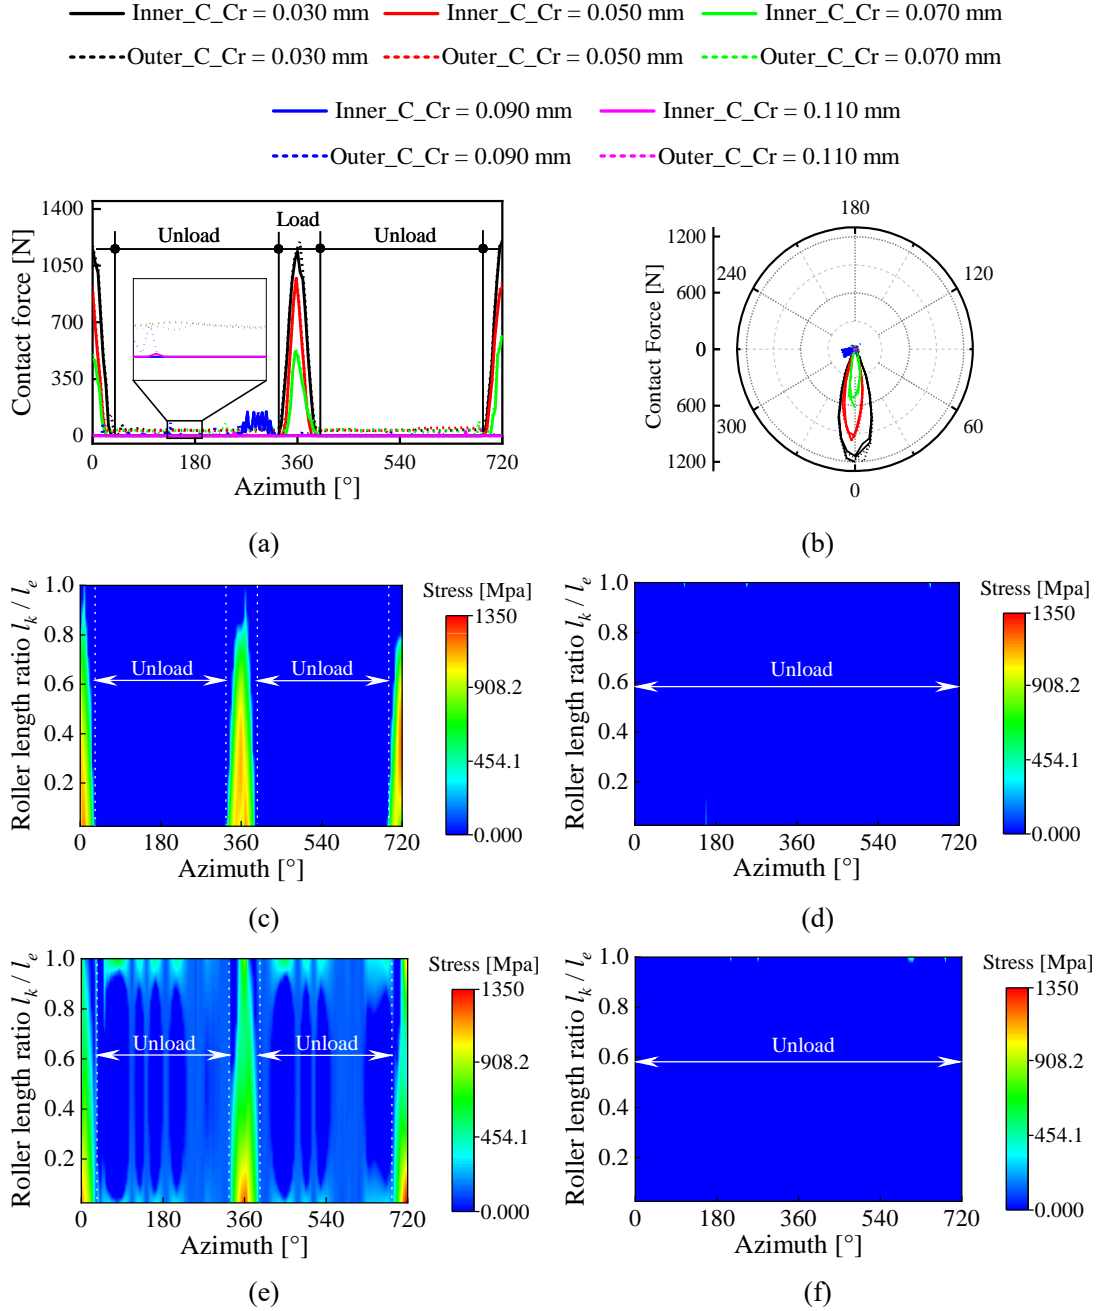 Inner_C_Cr = 0.030 mm Inner_C_Cr = 0.050 mm Inner_C_Cr = 0.070 mm
Outer_C_Cr = 0.030 mm Outer_C_Cr = 0.050 mm Outer_C_Cr = 0.070 mm
Inner_C_Cr = 0.090 mm Inner_C_Cr = 0.110 mm
Outer_C_Cr = 0.090 mm Outer_C_Cr = 0.110 mm
Contact force [N]
1400
1050
700
350
0
Unload Load Unload
0 180 360 540 720
Azimuth [°]
(a)
Contact Force [N]
1200
600
0
600
1200
180
240 120
300 60
0
(b)
Roller length ratio l_k / l_e
1.0
0.8
0.6
0.4
0.2
Unload Unload
0 180 360 540 720
Azimuth [°]
Stress [Mpa]
1350
908.2
454.1
0.000
(c)
Roller length ratio l_k / l_e
1.0
0.8
0.6
0.4
0.2
Unload
0 180 360 540 720
Azimuth [°]
Stress [Mpa]
1350
908.2
454.1
0.000
(d)
Roller length ratio l_k / l_e
1.0
0.8
0.6
0.4
0.2
Unload Unload
0 180 360 540 720
Azimuth [°]
Stress [Mpa]
1350
908.2
454.1
0.000
(e)
Roller length ratio l_k / l_e
1.0
0.8
0.6
0.4
0.2
Unload
0 180 360 540 720
Azimuth [°]
Stress [Mpa]
1350
908.2
454.1
0.000
(f)